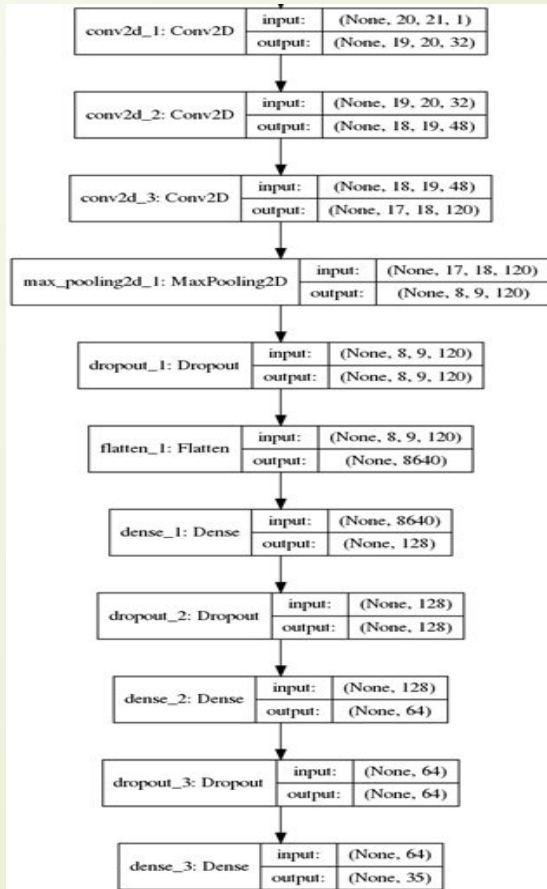 conv2d_1: Conv2D
input: (None, 20, 21, 1)
output: (None, 19, 20, 32)
conv2d_2: Conv2D
input: (None, 19, 20, 32)
output: (None, 18, 19, 48)
conv2d_3: Conv2D
input: (None, 18, 19, 48)
output: (None, 17, 18, 120)
max_pooling2d_1: MaxPooling2D
input: (None, 17, 18, 120)
output: (None, 8, 9, 120)
dropout_1: Dropout
input: (None, 8, 9, 120)
output: (None, 8, 9, 120)
flatten_1: Flatten
input: (None, 8, 9, 120)
output: (None, 8640)
dense_1: Dense
input: (None, 8640)
output: (None, 128)
dropout_2: Dropout
input: (None, 128)
output: (None, 128)
dense_2: Dense
input: (None, 128)
output: (None, 64)
dropout_3: Dropout
input: (None, 64)
output: (None, 64)
dense_3: Dense
input: (None, 64)
output: (None, 35)